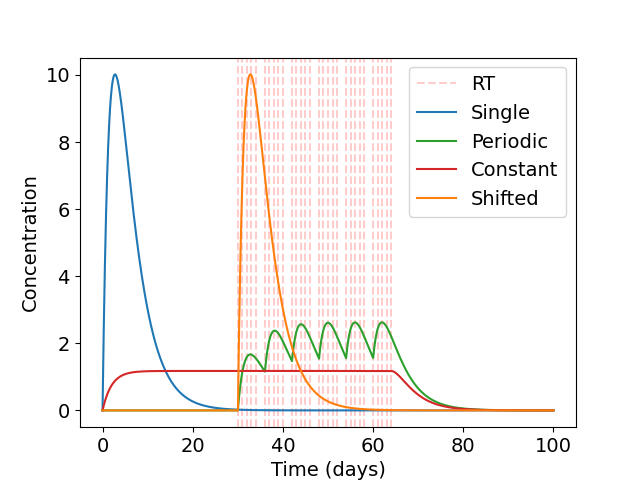 RT
Single
Periodic
Constant
Shifted
10
8
6
4
2
0
Concentration
0 20 40 60 80 100
Time (days)